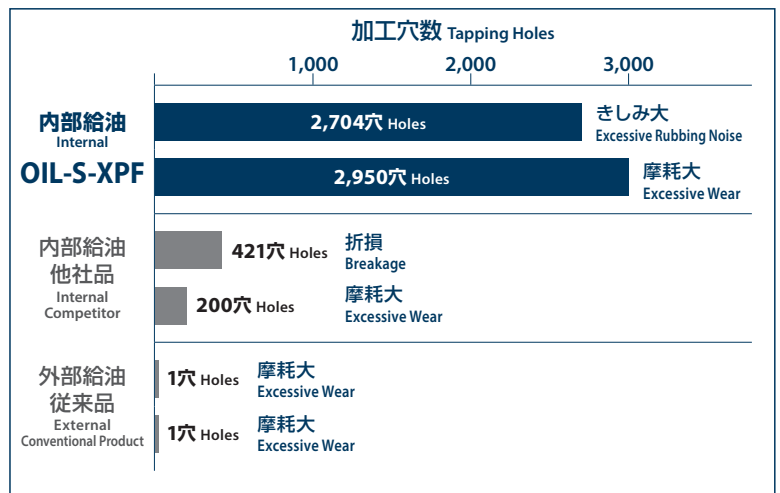 加工穴数 Tapping Holes
1,000 2,000 3,000
内部給油
Internal
OIL-S-XPF
2,704穴 Holes
きしみ大
Excessive Rubbing Noise
2,950穴 Holes
摩耗大
Excessive Wear
内部給油
他社品
Internal
Competitor
421穴 Holes
折損
Breakage
200穴 Holes
摩耗大
Excessive Wear
外部給油
従来品
External
Conventional Product
1穴 Holes
摩耗大
Excessive Wear
1穴 Holes
摩耗大
Excessive Wear